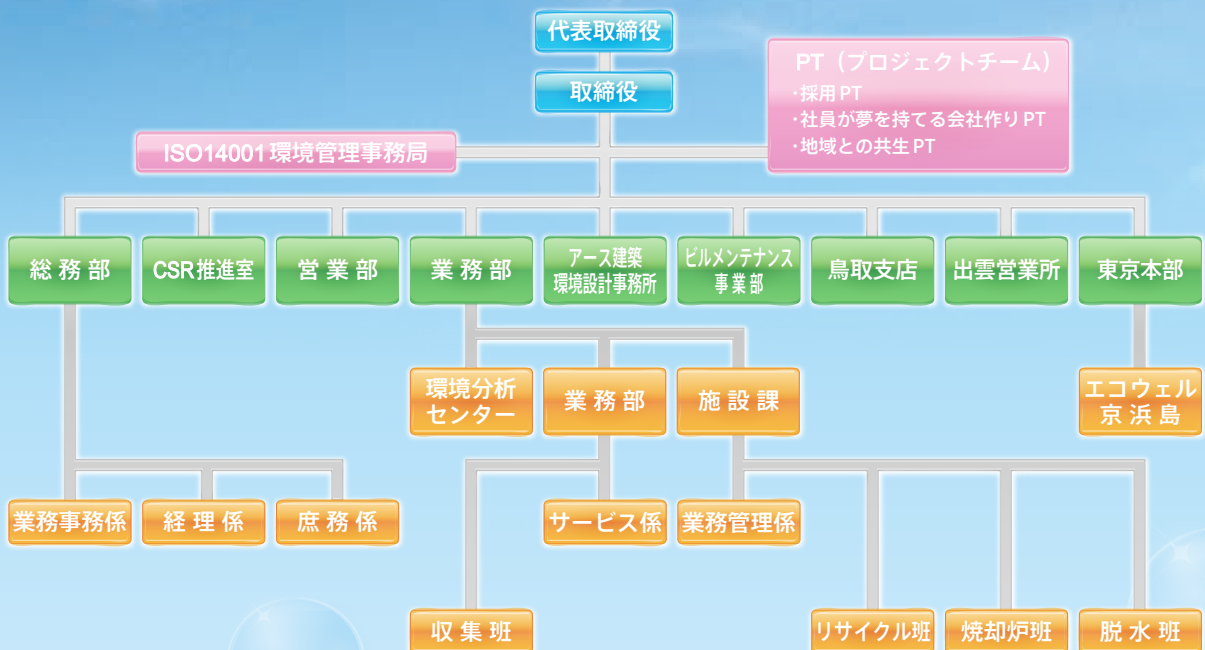 代表取締役
取締役
PT（プロジェクトチーム）
・採用PT
・社員が夢を持てる会社作りPT
・地域との共生PT
ISO14001環境管理事務局
総務部
CSR推進室
営業部
業務部
アース建築
環境設計事務所
ビルメンテナンス
事業部
鳥取支店
出雲営業所
東京本部
環境分析
センター
業務部
施設課
エコウェル
京浜島
業務事務係
経理係
庶務係
サービス係
業務管理係
収集班
リサイクル班
焼却炉班
脱水班